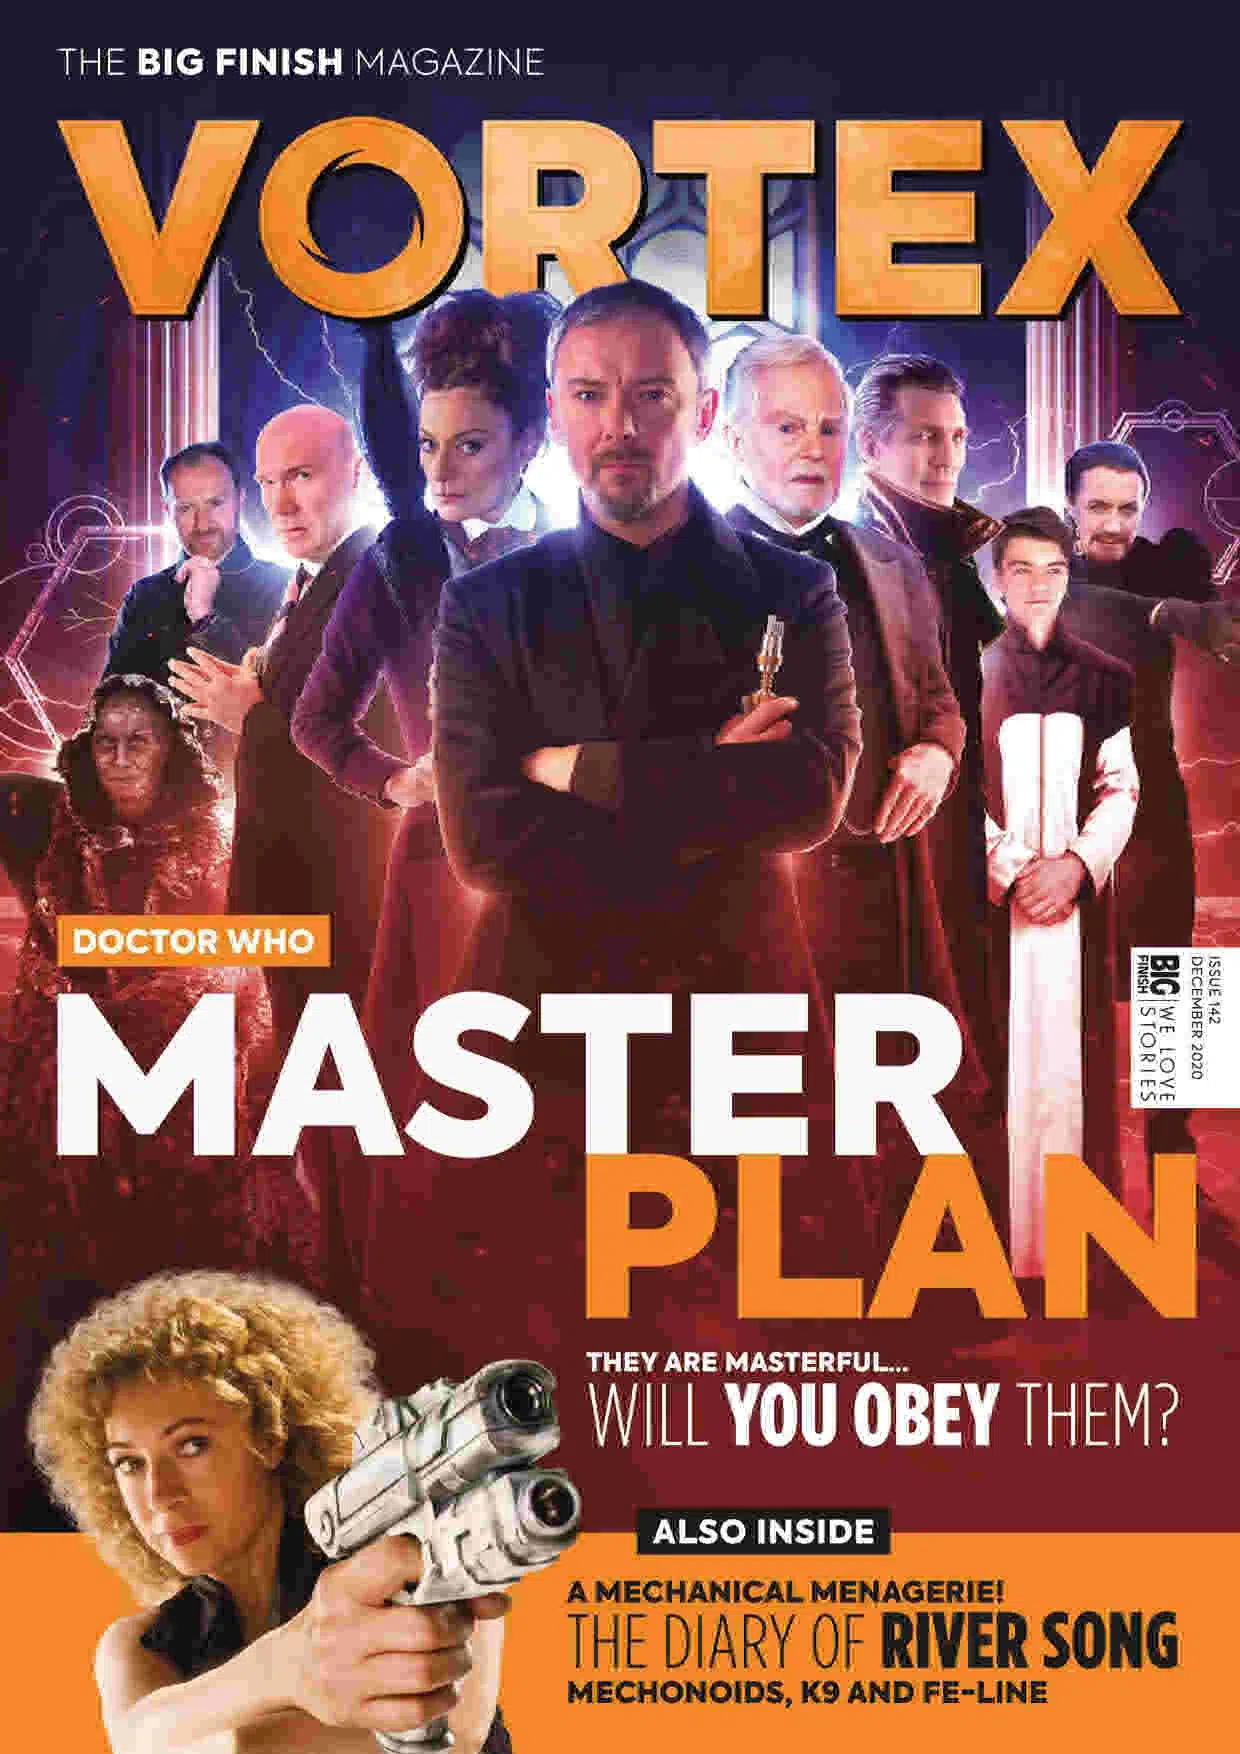 THE BIG FINISH MAGAZINE
VORTEX
DOCTOR WHO
MASTER
PLAN
ISSUE 142
DECEMBER 2020
BIG FINISH
WE LOVE STORIES
THEY ARE MASTERFUL...
WILL YOU OBEY THEM?
ALSO INSIDE
A MECHANICAL MENAGERIE!
THE DIARY OF RIVER SONG
MECHONOIDS, K9 AND FE-LINE